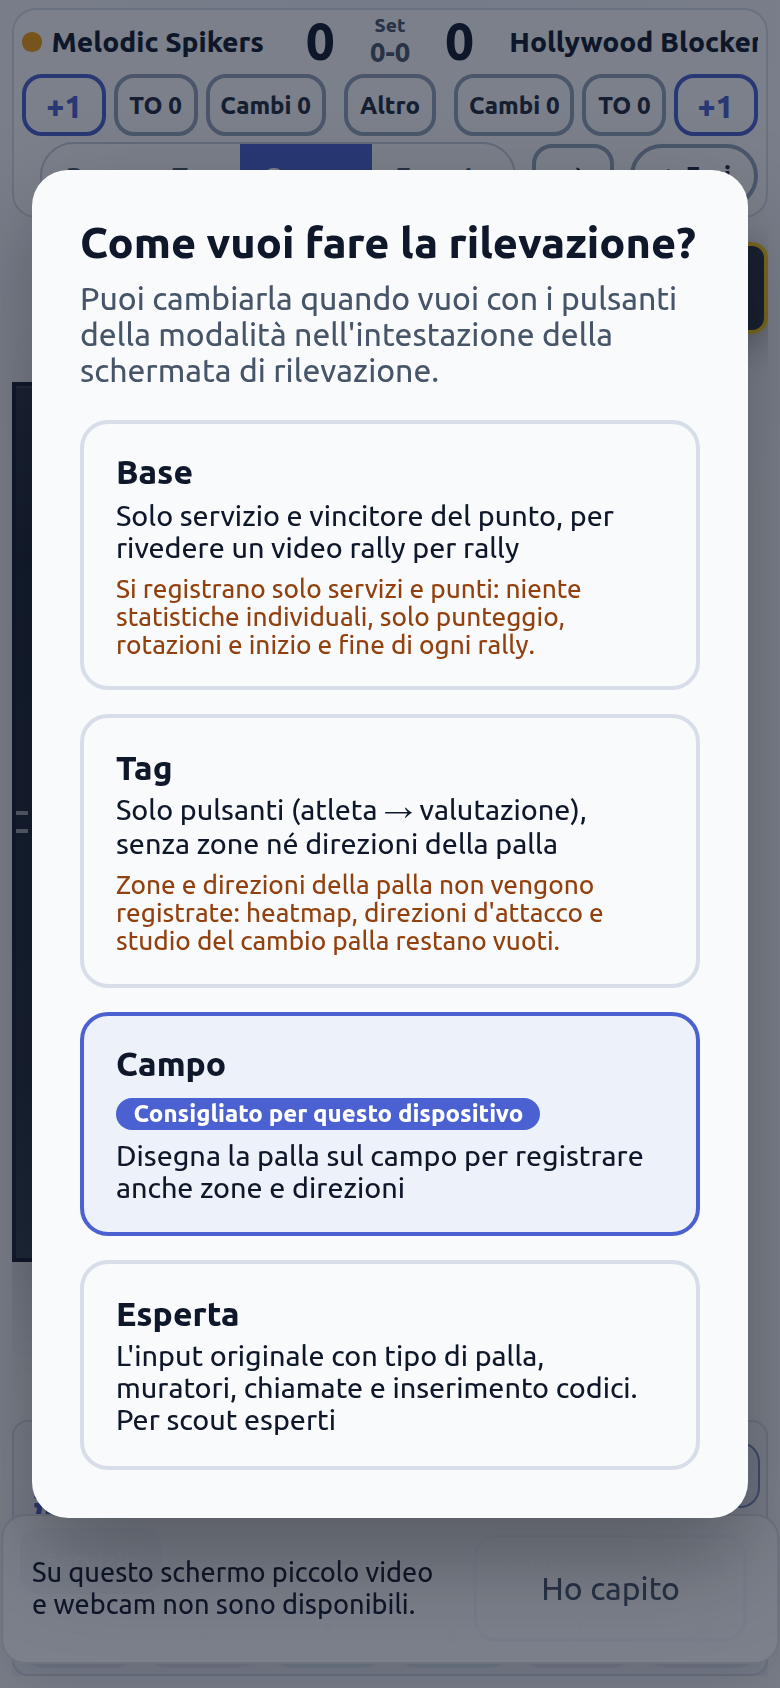 Melodic Spikers 0 Set 0-0 0 Hollywood Blocker
+1 TO 0 Cambi 0 Altro Cambi 0 TO 0 +1
Come vuoi fare la rilevazione?
Puoi cambiarla quando vuoi con i pulsanti
della modalità nell'intestazione della
schermata di rilevazione.
Base
Solo servizio e vincitore del punto, per
rivedere un video rally per rally
Si registrano solo servizi e punti: niente
statistiche individuali, solo punteggio,
rotazioni e inizio e fine di ogni rally.
Tag
Solo pulsanti (atleta → valutazione),
senza zone né direzioni della palla
Zone e direzioni della palla non vengono
registrate: heatmap, direzioni d'attacco e
studio del cambio palla restano vuoti.
Campo
Consigliato per questo dispositivo
Disegna la palla sul campo per registrare
anche zone e direzioni
Esperta
L'input originale con tipo di palla,
muratori, chiamate e inserimento codici.
Per scout esperti
Su questo schermo piccolo video
e webcam non sono disponibili.
Ho capito